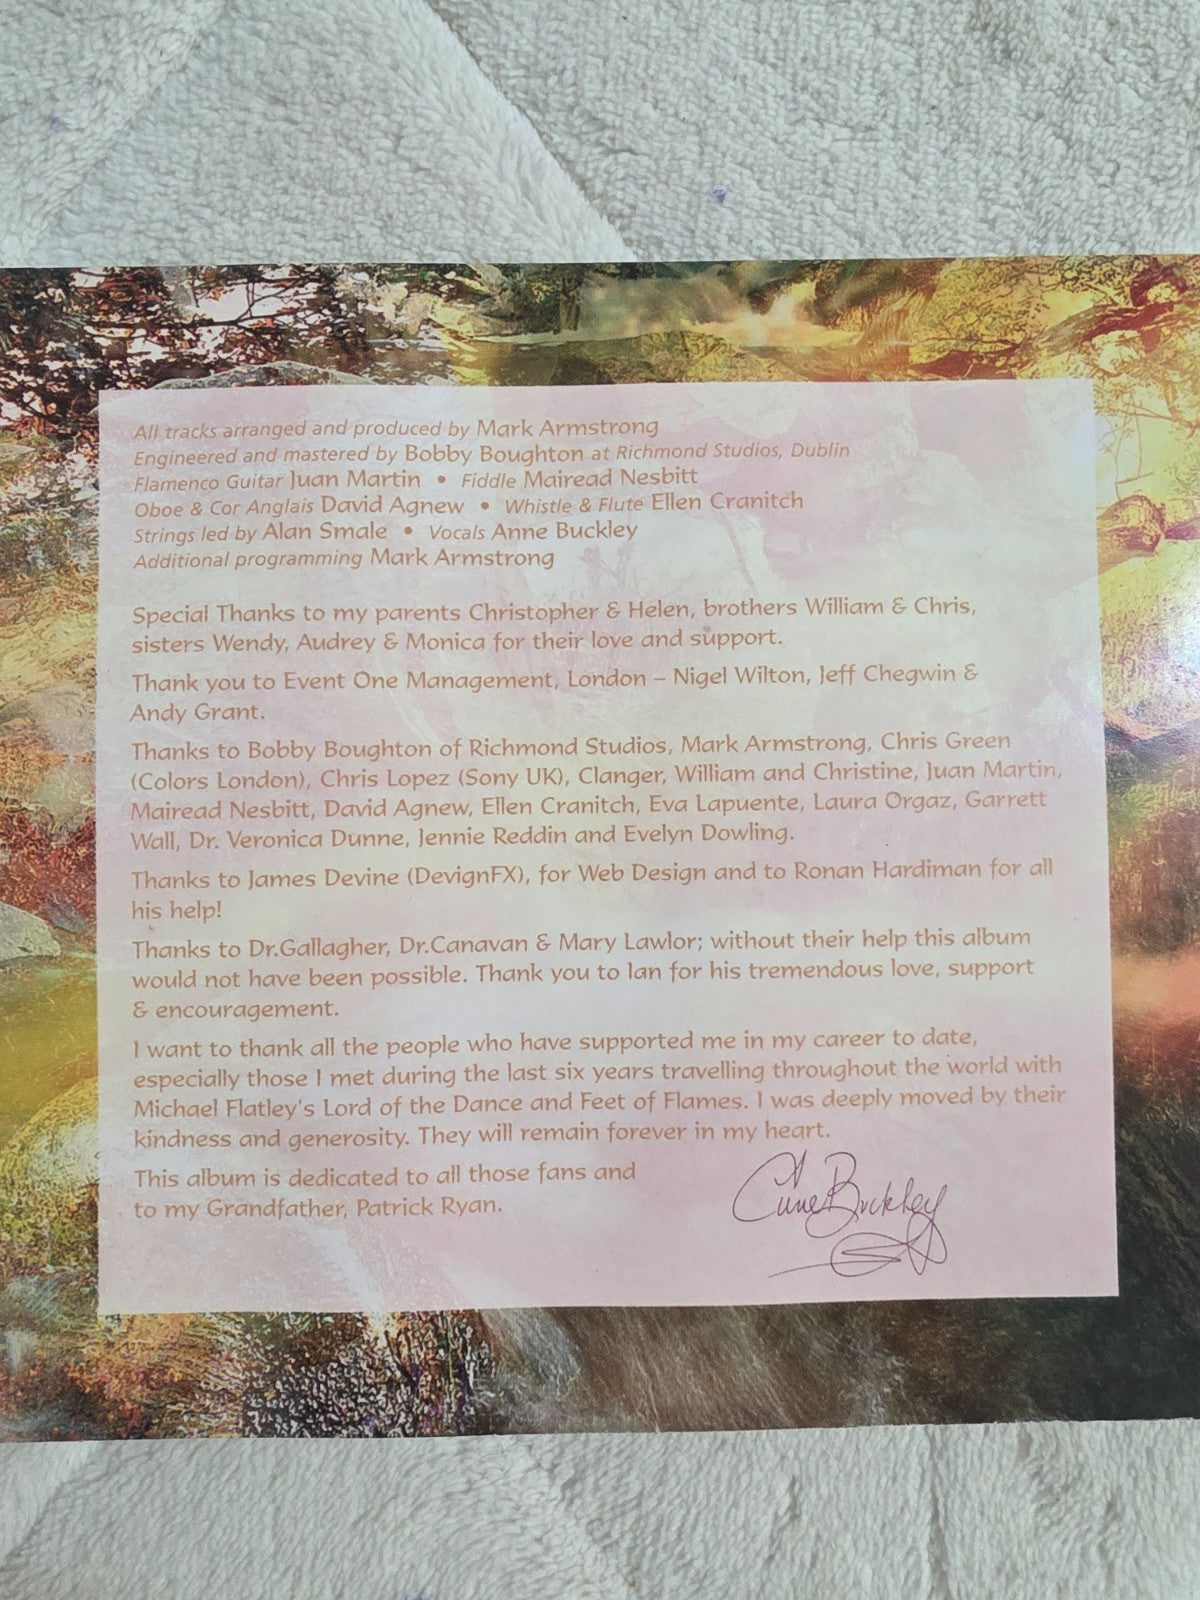 All tracks arranged and produced by Mark Armstrong
Engineered and mastered by Bobby Boughton at Richmond Studios, Dublin
Flamenco Guitar Juan Martin • Fiddle Mairead Nesbitt
Oboe & Cor Anglais David Agnew • Whistle & Flute Ellen Cranitch
Strings led by Alan Smale • Vocals Anne Buckley
Additional programming Mark Armstrong
Special Thanks to my parents Christopher & Helen, brothers William & Chris,
sisters Wendy, Audrey & Monica for their love and support.
Thank you to Event One Management, London – Nigel Wilton, Jeff Chegwin &
Andy Grant.
Thanks to Bobby Boughton of Richmond Studios, Mark Armstrong, Chris Green
(Colors London), Chris Lopez (Sony UK), Clanger, William and Christine, Juan Martin,
Mairead Nesbitt, David Agnew, Ellen Cranitch, Eva Lapuente, Laura Orgaz, Garrett
Wall, Dr. Veronica Dunne, Jennie Reddin and Evelyn Dowling.
Thanks to James Devine (DevignFX), for Web Design and to Ronan Hardiman for all
his help!
Thanks to Dr.Gallagher, Dr.Canavan & Mary Lawlor; without their help this album
would not have been possible. Thank you to Ian for his tremendous love, support
& encouragement.
I want to thank all the people who have supported me in my career to date,
especially those I met during the last six years travelling throughout the world with
Michael Flatley's Lord of the Dance and Feet of Flames. I was deeply moved by their
kindness and generosity. They will remain forever in my heart.
This album is dedicated to all those fans and
to my Grandfather, Patrick Ryan.
Anne Buckley